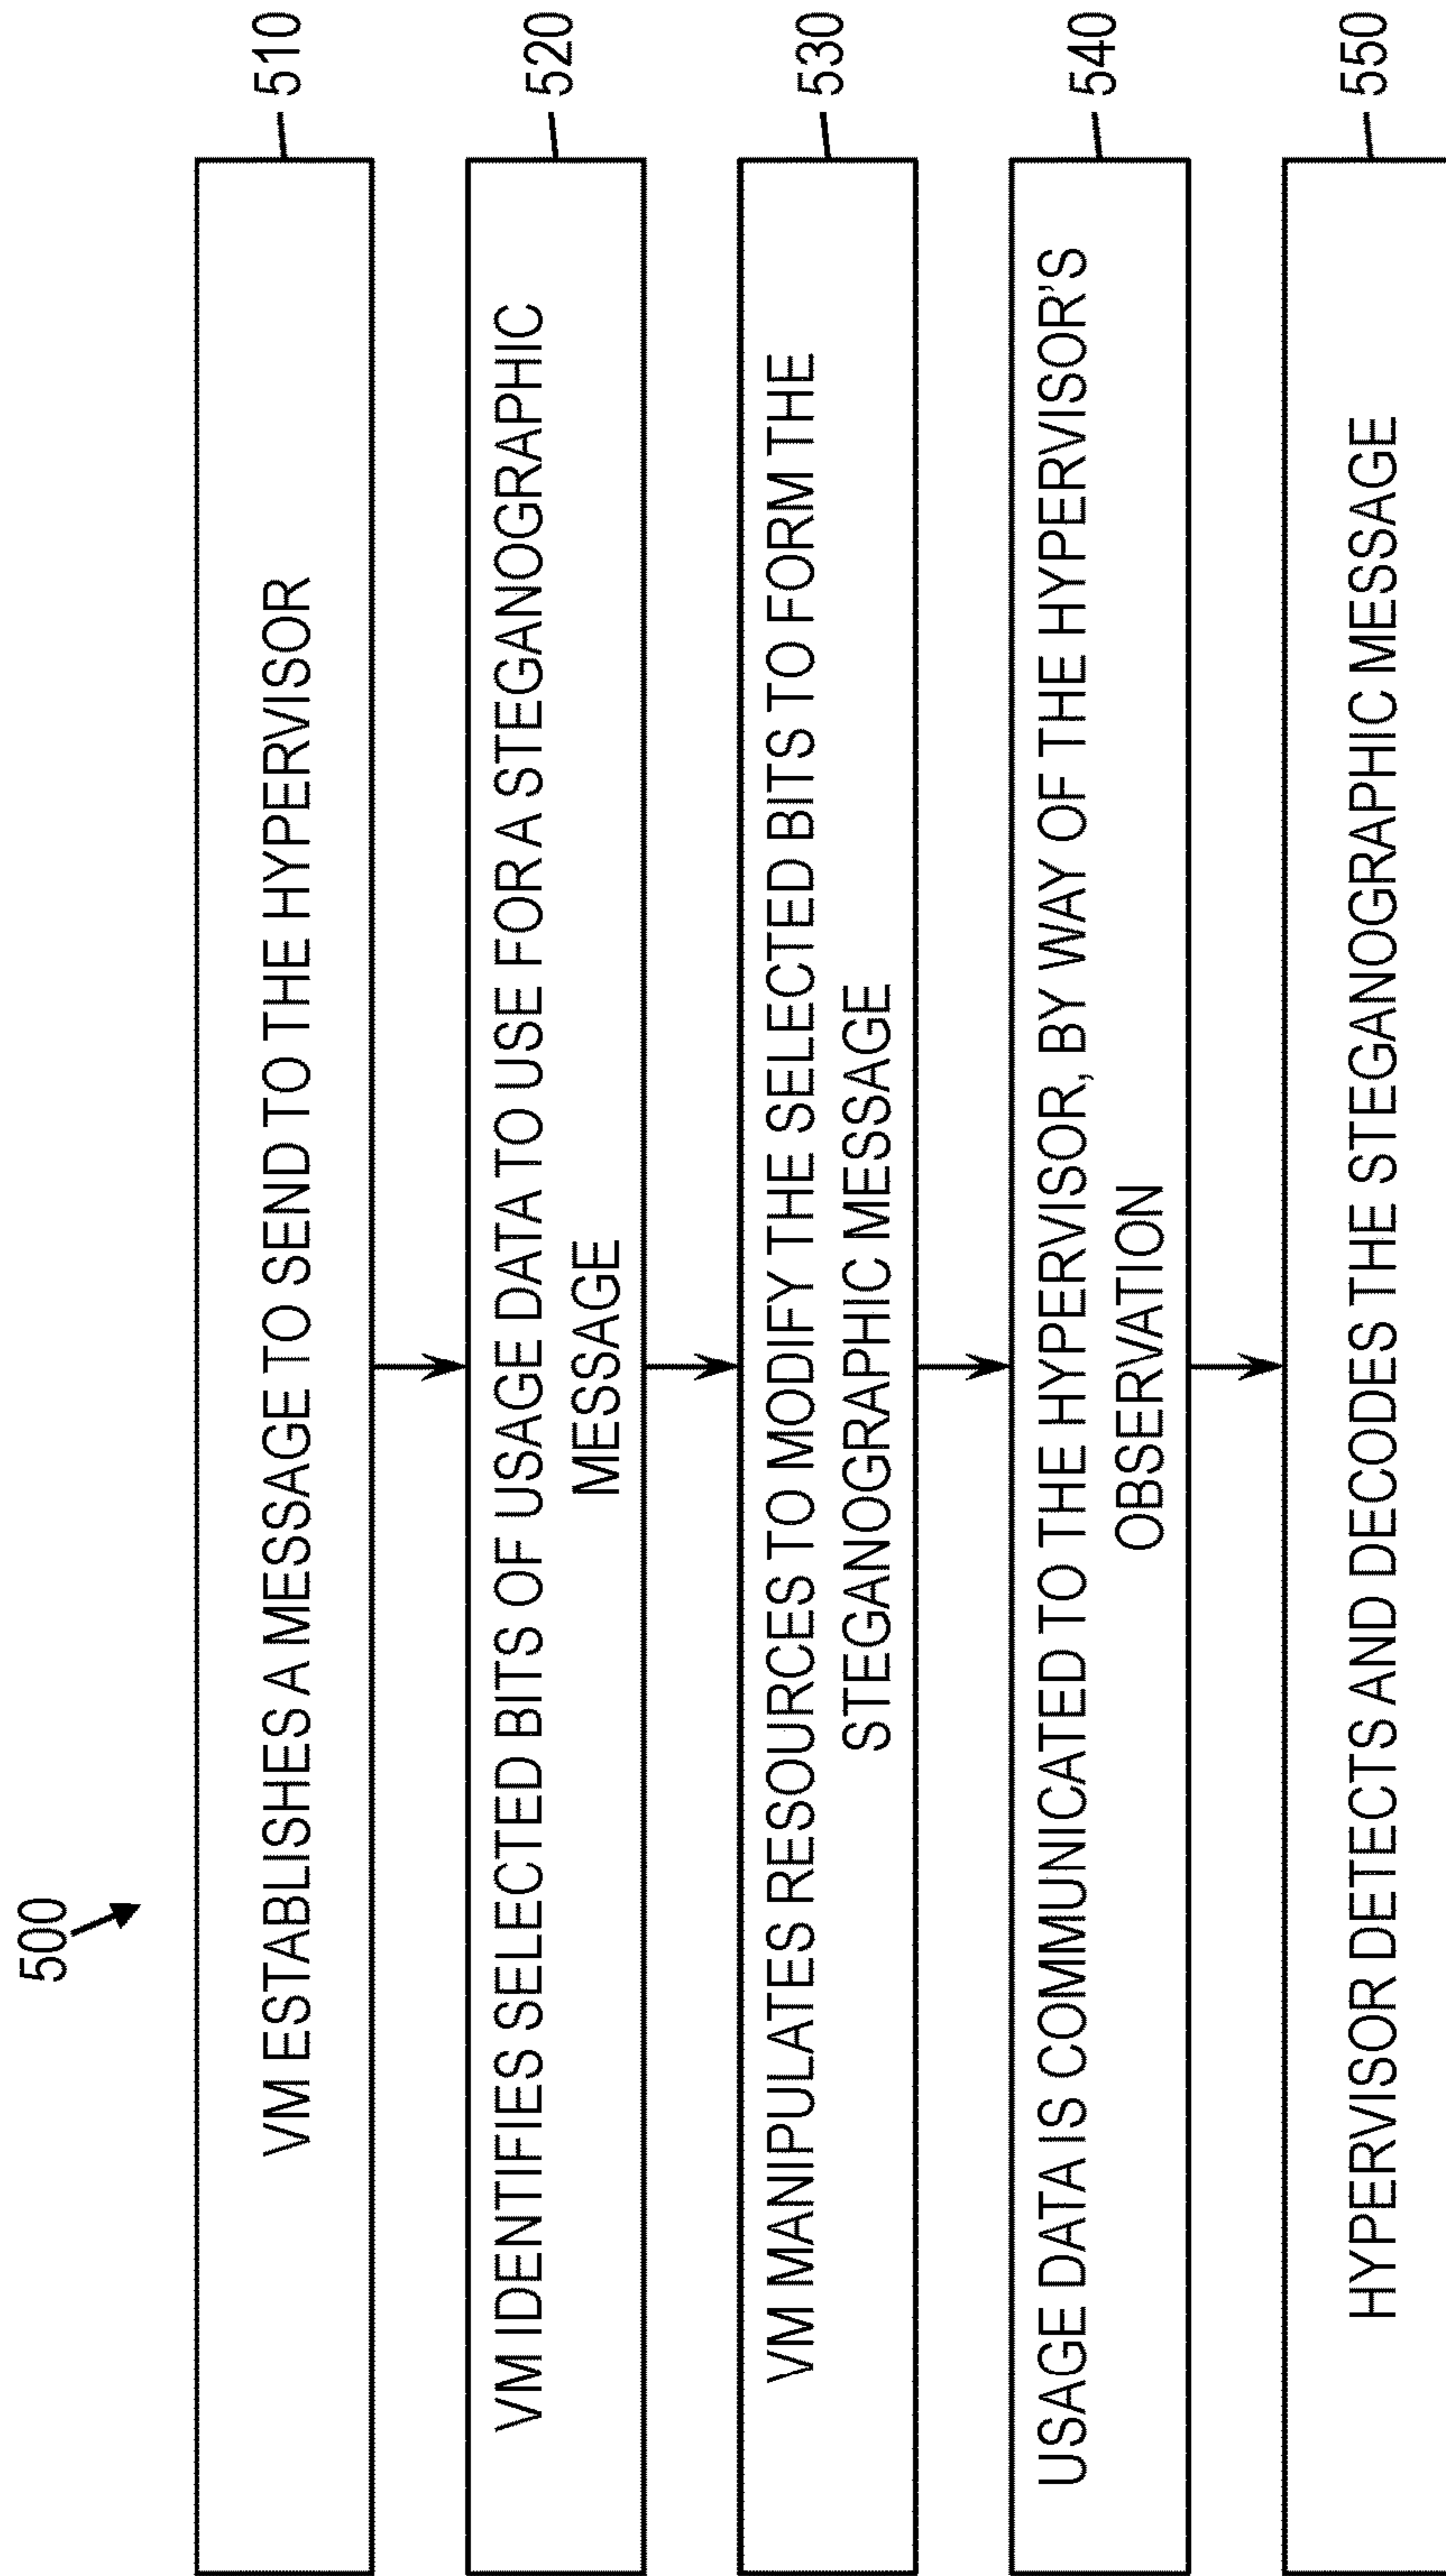 500
VM ESTABLISHES A MESSAGE TO SEND TO THE HYPERVISOR
510
VM IDENTIFIES SELECTED BITS OF USAGE DATA TO USE FOR A STEGANOGRAPHIC
MESSAGE
520
VM MANIPULATES RESOURCES TO MODIFY THE SELECTED BITS TO FORM THE
STEGANOGRAPHIC MESSAGE
530
USAGE DATA IS COMMUNICATED TO THE HYPERVISOR, BY WAY OF THE HYPERVISOR'S
OBSERVATION
540
HYPERVISOR DETECTS AND DECODES THE STEGANOGRAPHIC MESSAGE
550